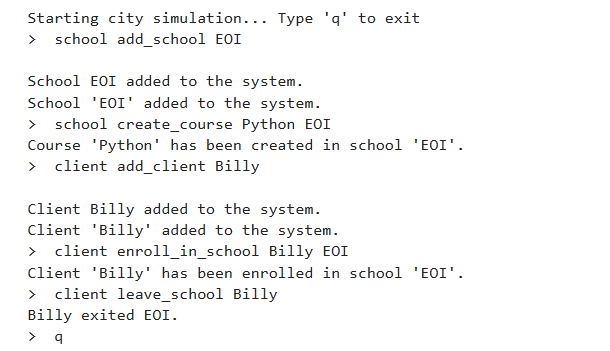 Starting city simulation... Type 'q' to exit
>  school add_school EOI
School EOI added to the system.
School 'EOI' added to the system.
>  school create_course Python EOI
Course 'Python' has been created in school 'EOI'.
>  client add_client Billy
Client Billy added to the system.
Client 'Billy' added to the system.
>  client enroll_in_school Billy EOI
Client 'Billy' has been enrolled in school 'EOI'.
>  client leave_school Billy
Billy exited EOI.
>  q